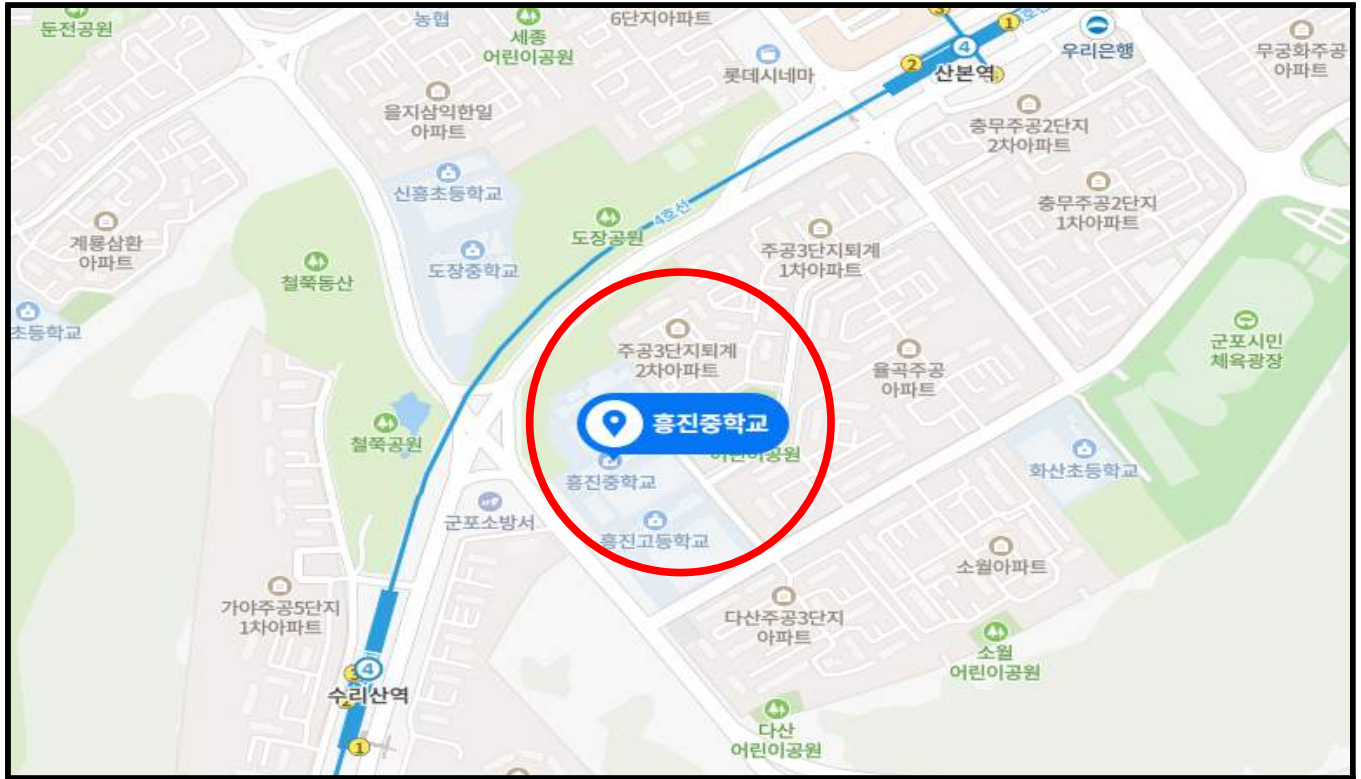 둔전공원
농협
세종
어린이공원
6단지아파트
롯데시네마
우리은행
무궁화주공
아파트
1
2
4
산본역
을지삼익한일
아파트
충무주공2단지
2차아파트
신흥초등학교
충무주공2단지
1차아파트
4호선
도장공원
계룡삼환
아파트
철쭉동산
도장중학교
주공3단지퇴계
1차아파트
초등학교
주공3단지퇴계
2차아파트
율곡주공
아파트
군포시민
체육광장
흥진중학교
어린이공원
철쭉공원
흥진중학교
화산초등학교
군포소방서
흥진고등학교
소월아파트
가야주공5단지
1차아파트
다산주공3단지
아파트
소월
어린이공원
3
4
수리산역
2
1
다산
어린이공원